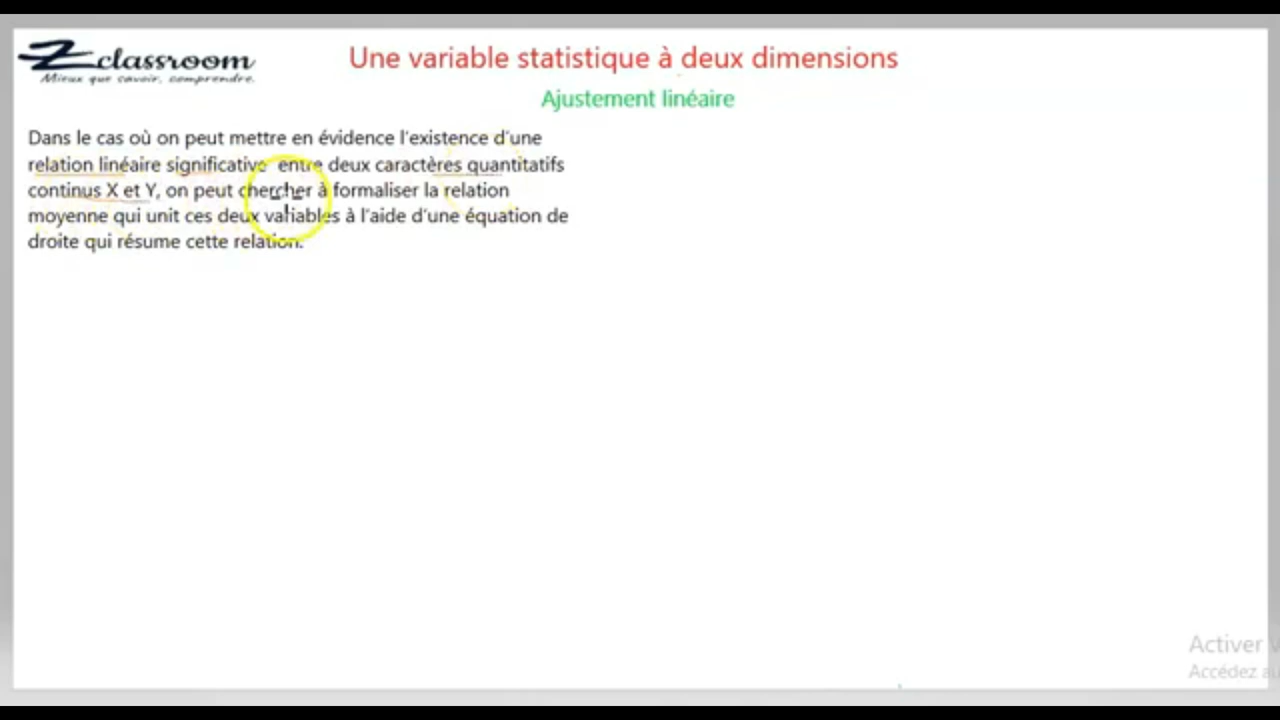 Zclassroom
Mieux que savoir, comprendre.
Une variable statistique à deux dimensions
Ajustement linéaire
Dans le cas où on peut mettre en évidence l'existence d'une
relation linéaire significative entre deux caractères quantitatifs
continus X et Y, on peut chercher à formaliser la relation
moyenne qui unit ces deux variables à l'aide d'une équation de
droite qui résume cette relation.
Activer
Accédez au